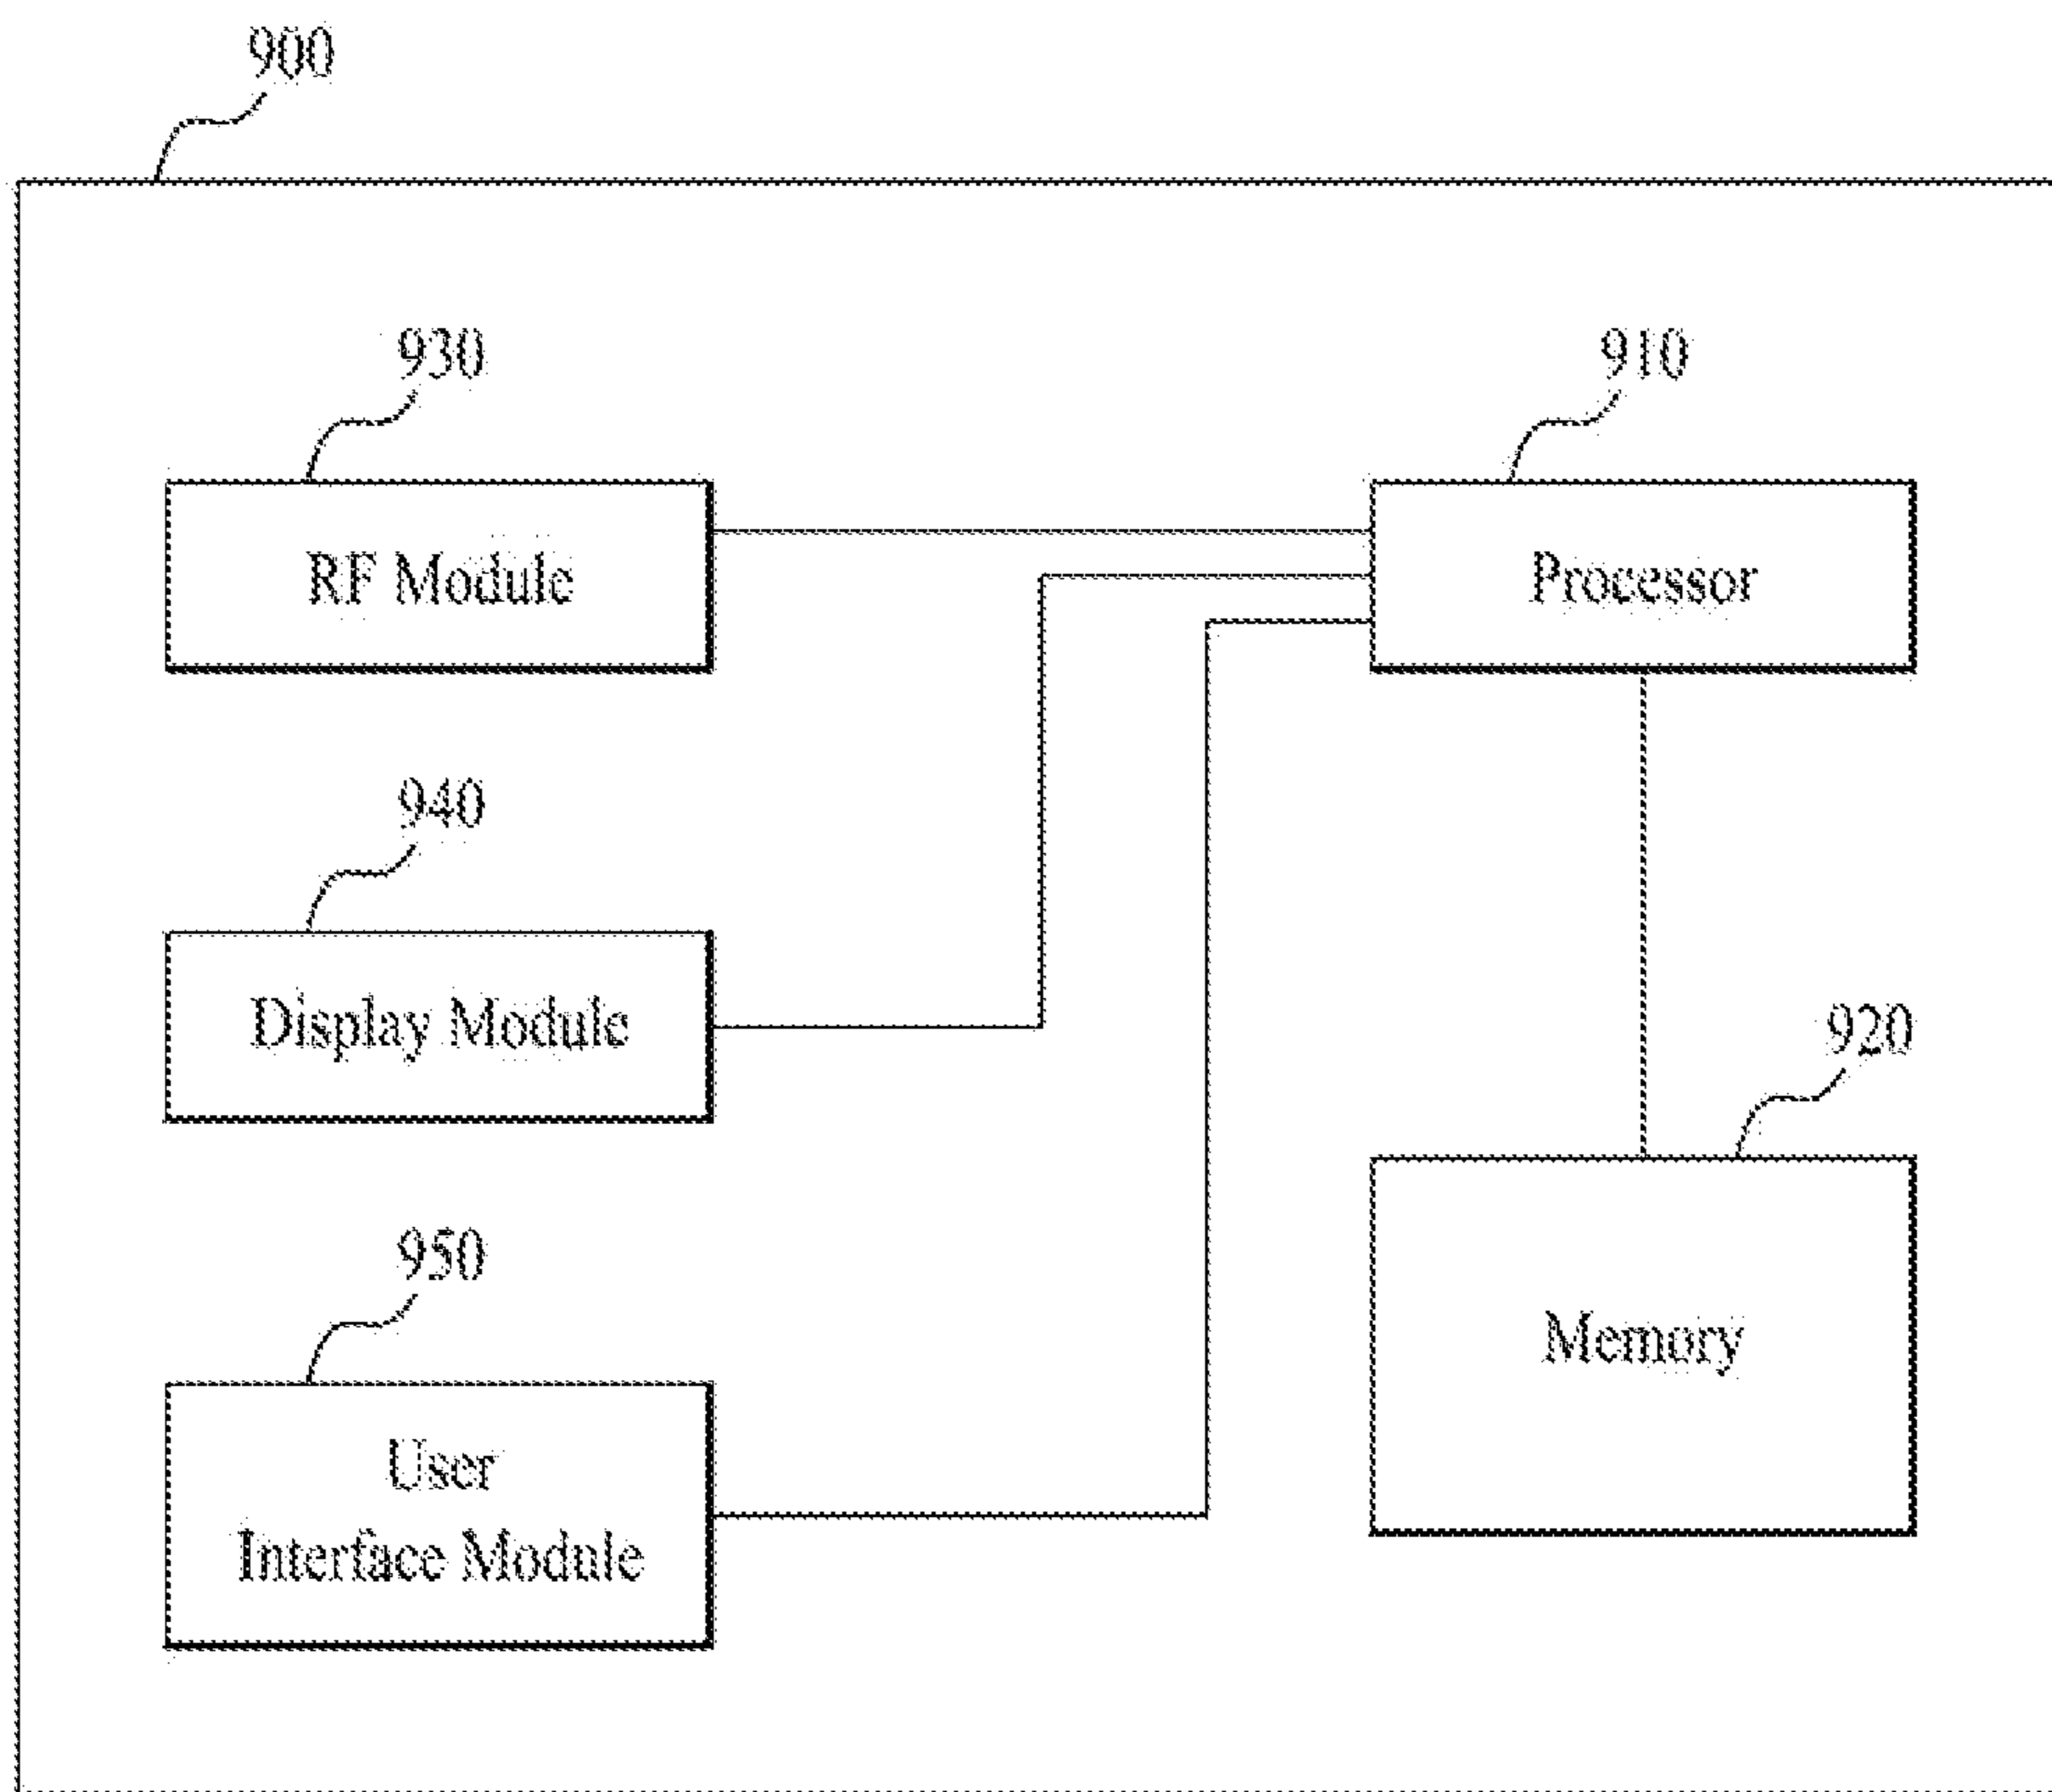 900
930
910
RF Module
Processor
940
Display Module
920
950
Memory
User
Interface Module